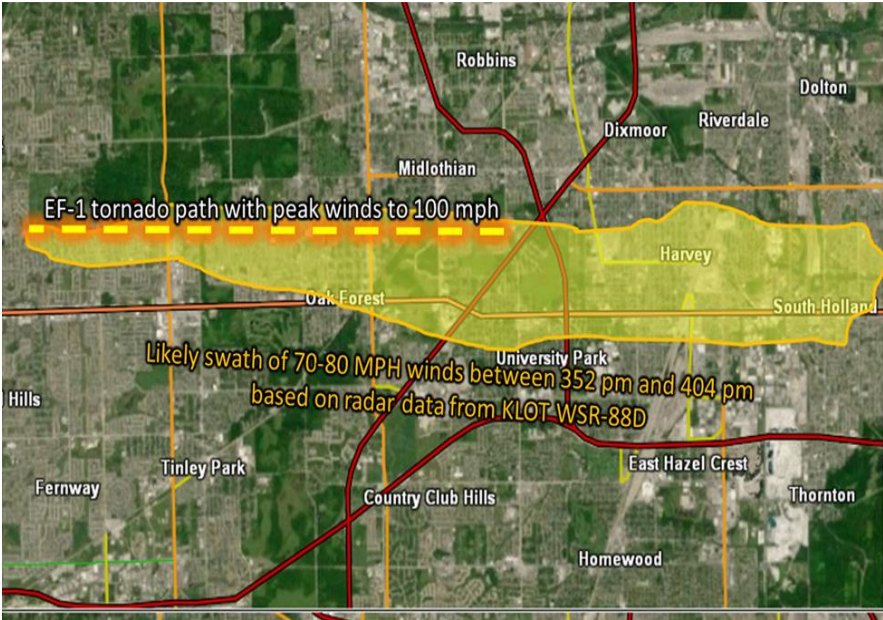 Robbins
Dolton
Riverdale
Dixmoor
Midlothian
EF-1 tornado path with peak winds to 100 mph
Harvey
Oak Forest
South Holland
University Park
Likely swath of 70-80 MPH winds between 352 pm and 404 pm
based on radar data from KLOT WSR-88D
Hills
Tinley Park
East Hazel Crest
Fernway
Country Club Hills
Thornton
Homewood